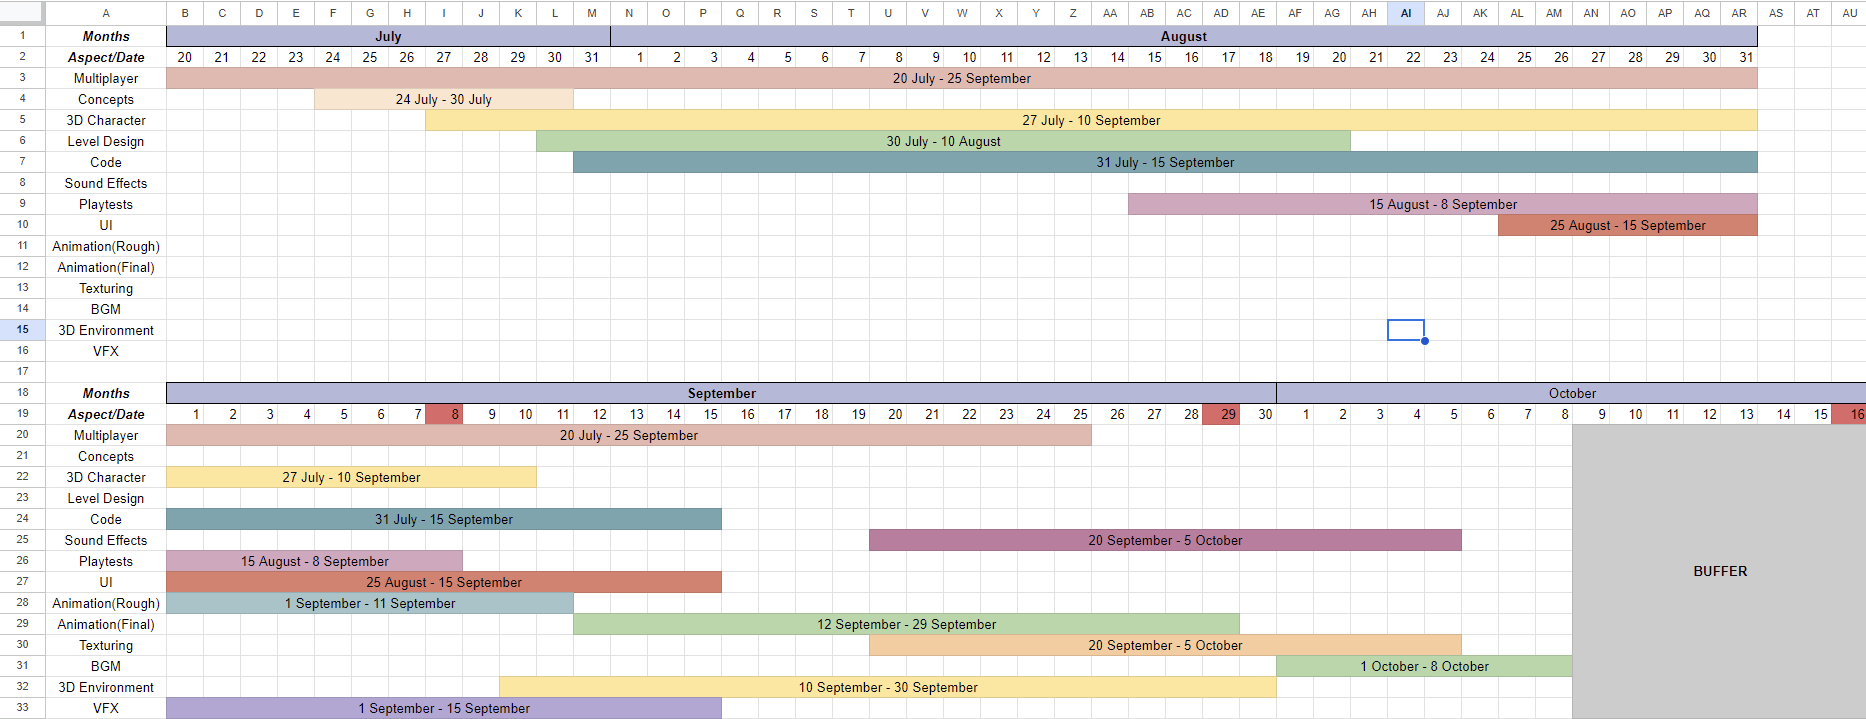 A B C D E F G H I J K L M N O P Q R S T U V W X Y Z AA AB AC AD AE AF AG AH AI AJ AK AL AM AN AO AP AQ AR AS AT AU
1 Months July August
2 Aspect/Date 20 21 22 23 24 25 26 27 28 29 30 31 1 2 3 4 5 6 7 8 9 10 11 12 13 14 15 16 17 18 19 20 21 22 23 24 25 26 27 28 29 30 31
3 Multiplayer 20 July - 25 September
4 Concepts 24 July - 30 July
5 3D Character 27 July - 10 September
6 Level Design 30 July - 10 August
7 Code 31 July - 15 September
8 Sound Effects
9 Playtests 15 August - 8 September
10 UI 25 August - 15 September
11 Animation(Rough)
12 Animation(Final)
13 Texturing
14 BGM
15 3D Environment
16 VFX
17
18 Months September October
19 Aspect/Date 1 2 3 4 5 6 7 8 9 10 11 12 13 14 15 16 17 18 19 20 21 22 23 24 25 26 27 28 29 30 1 2 3 4 5 6 7 8 9 10 11 12 13 14 15 16
20 Multiplayer 20 July - 25 September
21 Concepts
22 3D Character 27 July - 10 September
23 Level Design
24 Code 31 July - 15 September
25 Sound Effects 20 September - 5 October
26 Playtests 15 August - 8 September BUFFER
27 UI 25 August - 15 September
28 Animation(Rough) 1 September - 11 September
29 Animation(Final) 12 September - 29 September
30 Texturing 20 September - 5 October
31 BGM 1 October - 8 October
32 3D Environment 10 September - 30 September
33 VFX 1 September - 15 September